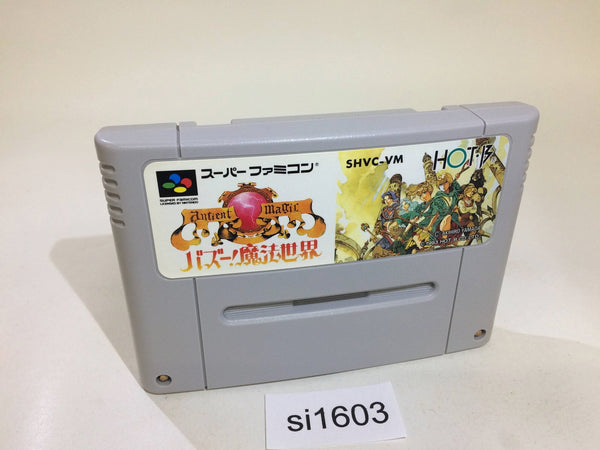 スーパーファミコン®
SHVC-VM
HOT・B
SUPER FAMICOM
LICENSED BY NINTENDO
Ancient Magic
バズー!魔法世界
si1603